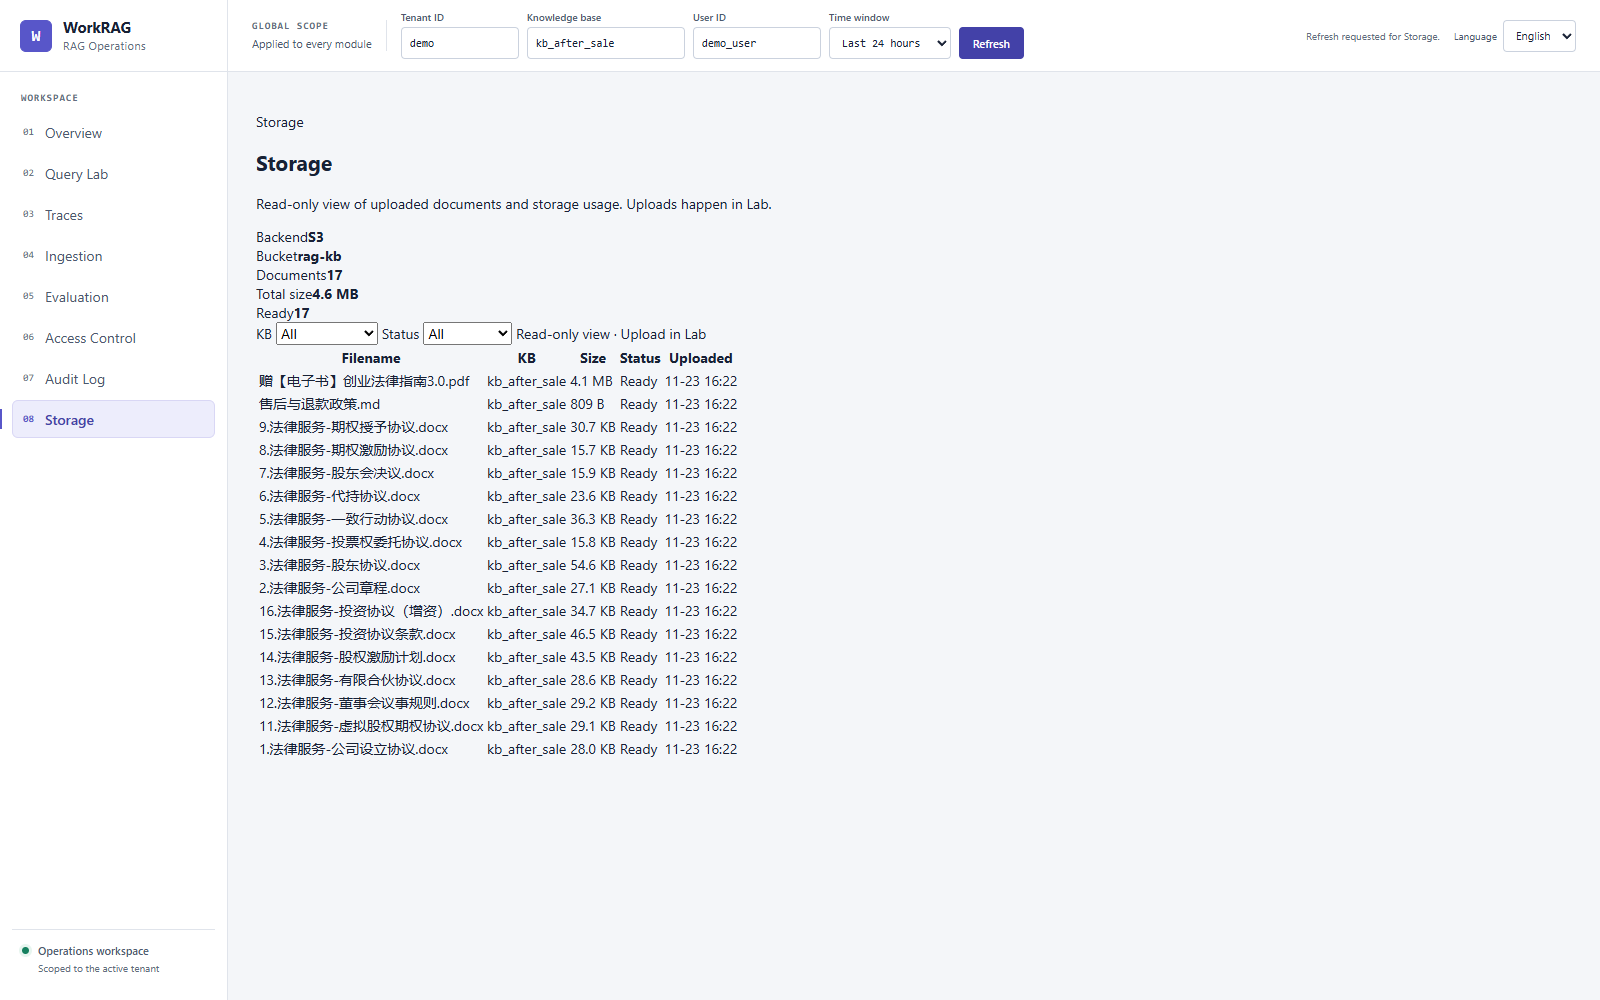 W
WorkRAG
RAG Operations
GLOBAL SCOPE
Applied to every module
Tenant ID
demo
Knowledge base
kb_after_sale
User ID
demo_user
Time window
Last 24 hours
Refresh
Refresh requested for Storage.
Language
English
WORKSPACE
01 Overview
02 Query Lab
03 Traces
04 Ingestion
05 Evaluation
06 Access Control
07 Audit Log
08 Storage
Operations workspace
Scoped to the active tenant
Storage
Storage
Read-only view of uploaded documents and storage usage. Uploads happen in Lab.
BackendS3
Bucketrag-kb
Documents17
Total size4.6 MB
Ready17
KB All Status All Read-only view · Upload in Lab
Filename KB Size Status Uploaded
赠【电子书】创业法律指南3.0.pdf kb_after_sale 4.1 MB Ready 11-23 16:22
售后与退款政策.md kb_after_sale 809 B Ready 11-23 16:22
9.法律服务-期权授予协议.docx kb_after_sale 30.7 KB Ready 11-23 16:22
8.法律服务-期权激励协议.docx kb_after_sale 15.7 KB Ready 11-23 16:22
7.法律服务-股东会决议.docx kb_after_sale 15.9 KB Ready 11-23 16:22
6.法律服务-代持协议.docx kb_after_sale 23.6 KB Ready 11-23 16:22
5.法律服务-一致行动协议.docx kb_after_sale 36.3 KB Ready 11-23 16:22
4.法律服务-投票权委托协议.docx kb_after_sale 15.8 KB Ready 11-23 16:22
3.法律服务-股东协议.docx kb_after_sale 54.6 KB Ready 11-23 16:22
2.法律服务-公司章程.docx kb_after_sale 27.1 KB Ready 11-23 16:22
16.法律服务-投资协议（增资）.docx kb_after_sale 34.7 KB Ready 11-23 16:22
15.法律服务-投资协议条款.docx kb_after_sale 46.5 KB Ready 11-23 16:22
14.法律服务-股权激励计划.docx kb_after_sale 43.5 KB Ready 11-23 16:22
13.法律服务-有限合伙协议.docx kb_after_sale 28.6 KB Ready 11-23 16:22
12.法律服务-董事会议事规则.docx kb_after_sale 29.2 KB Ready 11-23 16:22
11.法律服务-虚拟股权期权协议.docx kb_after_sale 29.1 KB Ready 11-23 16:22
1.法律服务-公司设立协议.docx kb_after_sale 28.0 KB Ready 11-23 16:22